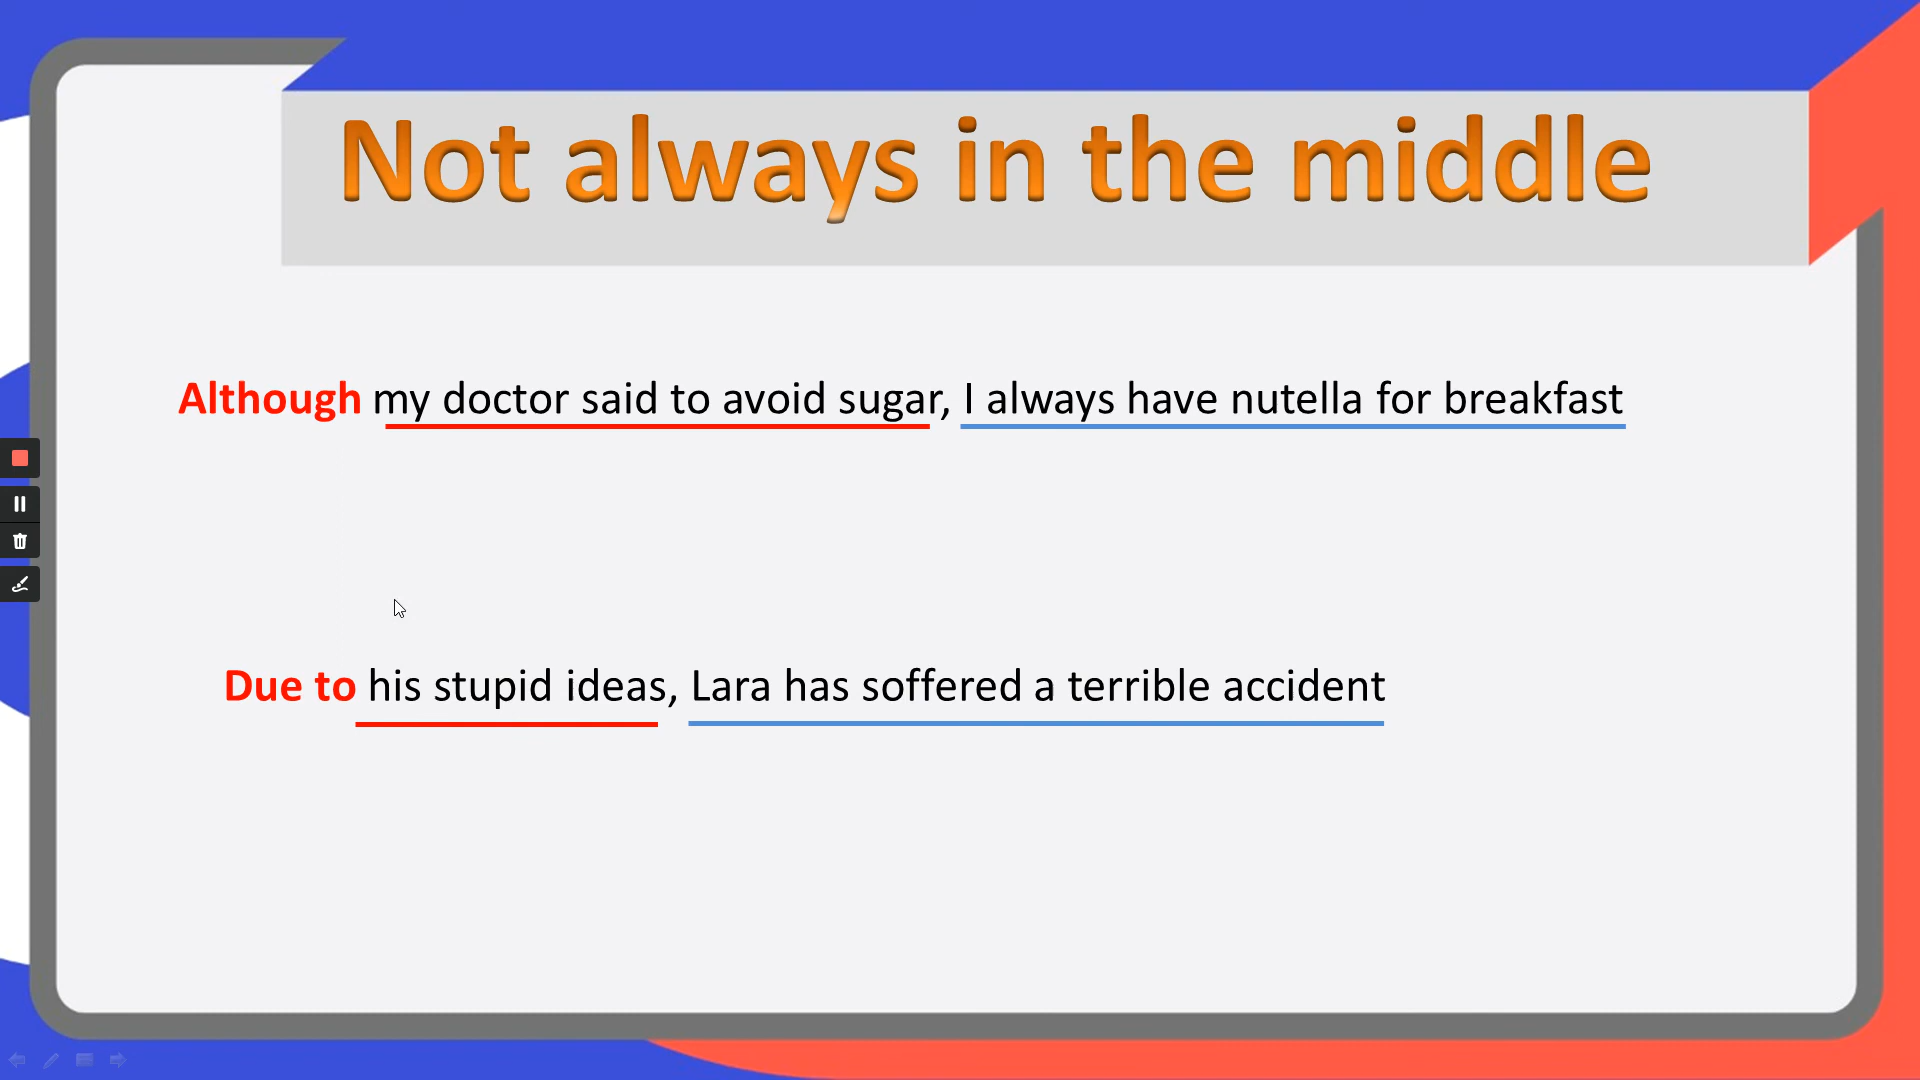 Not always in the middle
Although my doctor said to avoid sugar, I always have nutella for breakfast
Due to his stupid ideas, Lara has soffered a terrible accident